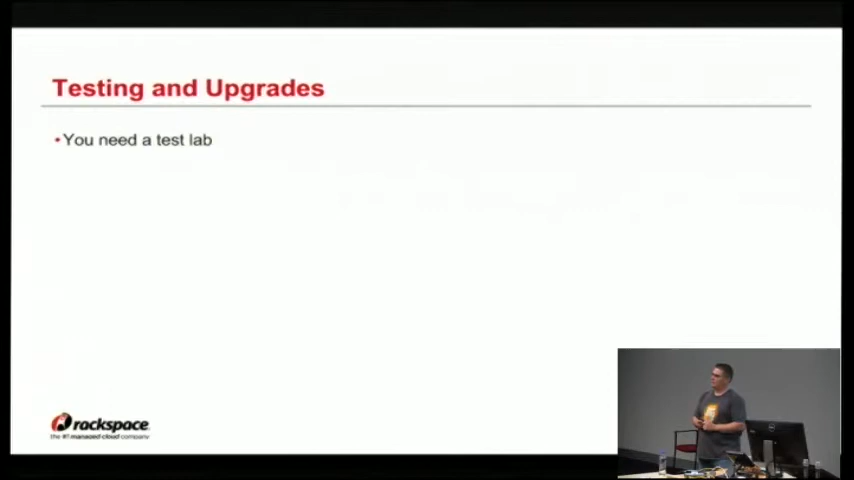 Testing and Upgrades
•You need a test lab
rackspace
the #1 managed cloud company